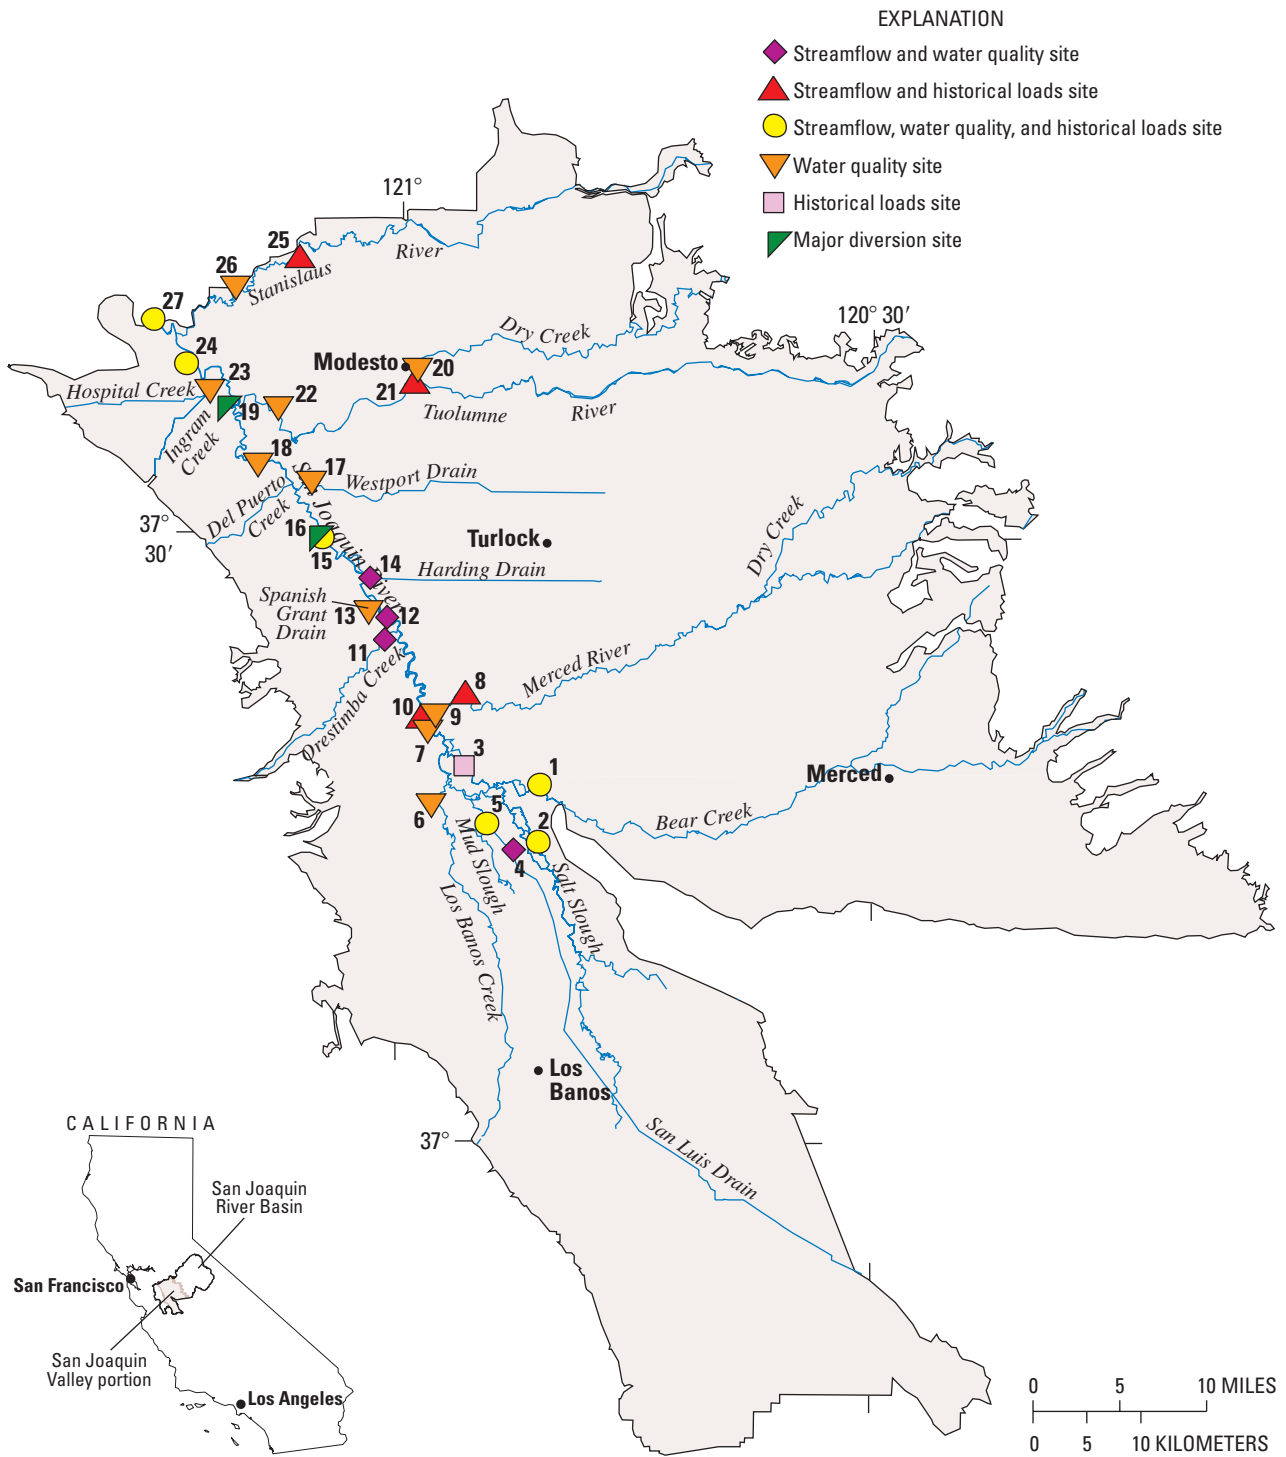 EXPLANATION
Streamflow and water quality site
Streamflow and historical loads site
Streamflow, water quality, and historical loads site
Water quality site
Historical loads site
Major diversion site
121°
25
River
26
Stanislaus
27
120° 30′
Dry Creek
24
Modesto
20
23
Hospital Creek
22
21
19
Tuolumne
River
Ingram
Creek
18
17
Westport Drain
San Joaquin River
Del Puerto
Creek
37°
30′
16
15
Turlock
Dry Creek
14
Harding Drain
Spanish
Grant
Drain
13
12
11
Orestimba Creek
Merced River
8
10
9
7
3
1
Merced
6
5
2
Bear Creek
4
Mud Slough
Salt Slough
Los Banos Creek
Los
Banos
37°
San Luis Drain
CALIFORNIA
San Joaquin
River Basin
San Francisco
San Joaquin
Valley portion
Los Angeles
0 5 10 MILES
0 5 10 KILOMETERS